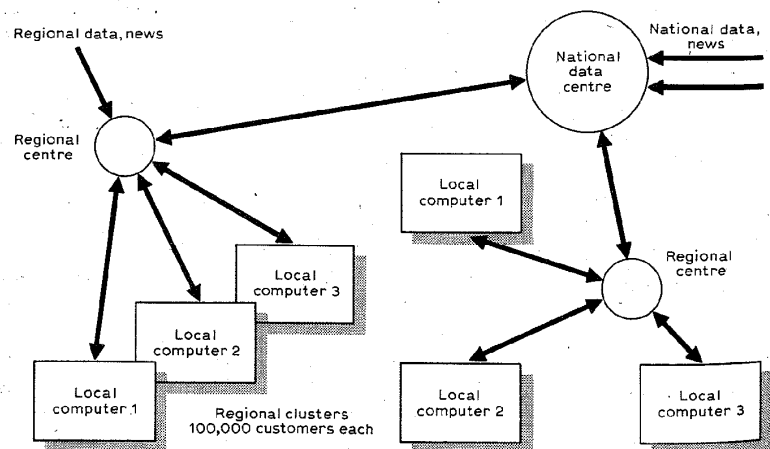 Regional data, news
National data,
news
National
data
centre
Regional
centre
Local
computer 1
Local
computer 3
Regional
centre
Local
computer 2
Local
computer 1
Local
computer 2
Local
computer 3
Regional clusters
100,000 customers each